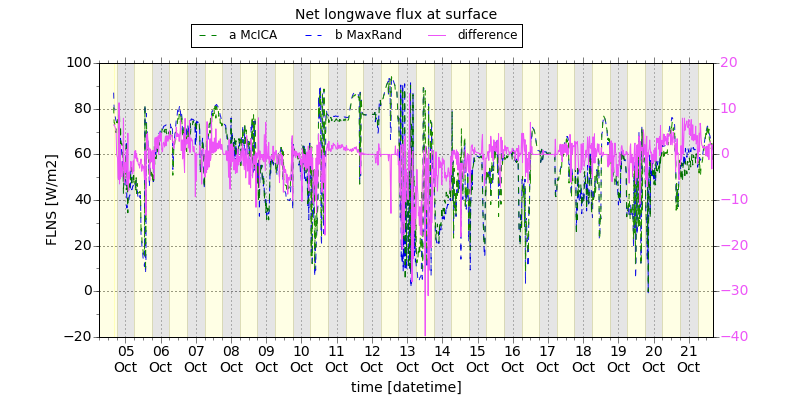 Net longwave flux at surface
a McICA b MaxRand difference
100 80 60 40 20 0 −20
FLNS [W/m2]
20 10 0 −10 −20 −30 −40
05 06 07 08 09 10 11 12 13 14 15 16 17 18 19 20 21
Oct Oct Oct Oct Oct Oct Oct Oct Oct Oct Oct Oct Oct Oct Oct Oct Oct
time [datetime]